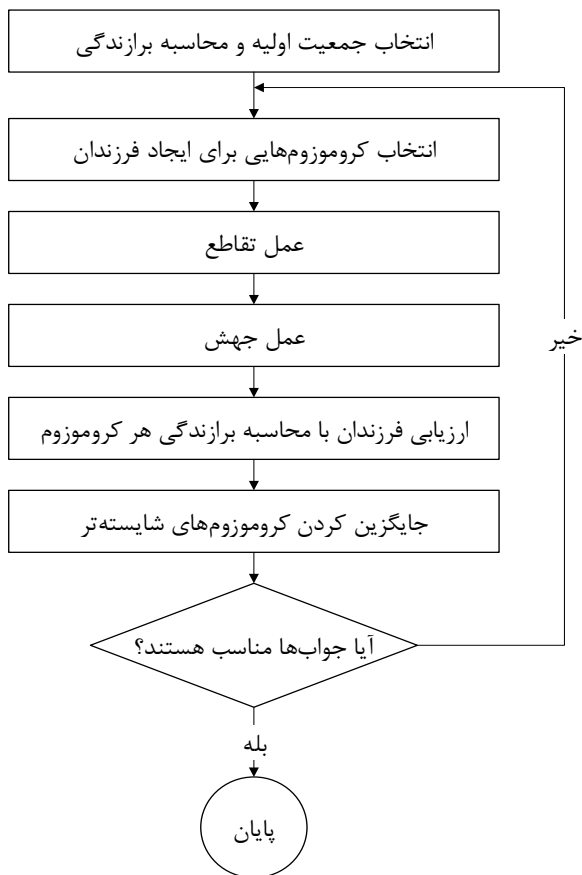 انتخاب جمعیت اولیه و محاسبه برازندگی
انتخاب کروموزوم‌هایی برای ایجاد فرزندان
عمل تقاطع
عمل جهش
خیر
ارزیابی فرزندان با محاسبه برازندگی هر کروموزوم
جایگزین کردن کروموزوم‌های شایسته‌تر
آیا جواب‌ها مناسب هستند؟
بله
پایان